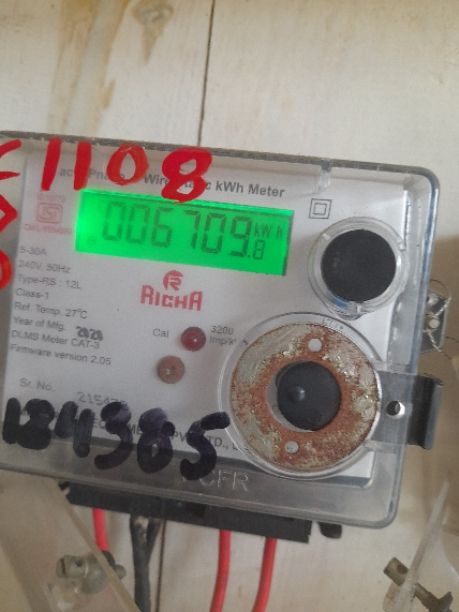 1108
kWh Meter
006709.8 kWh
5-30A
240V, 50Hz
Type-RS : 12L
Class-1
Ref. Temp. 27°C
Year of Mfg.
DLMS Meter CAT-3
Firmware version 2.05
RICHA
Cal
3200
Sr. No.
184385